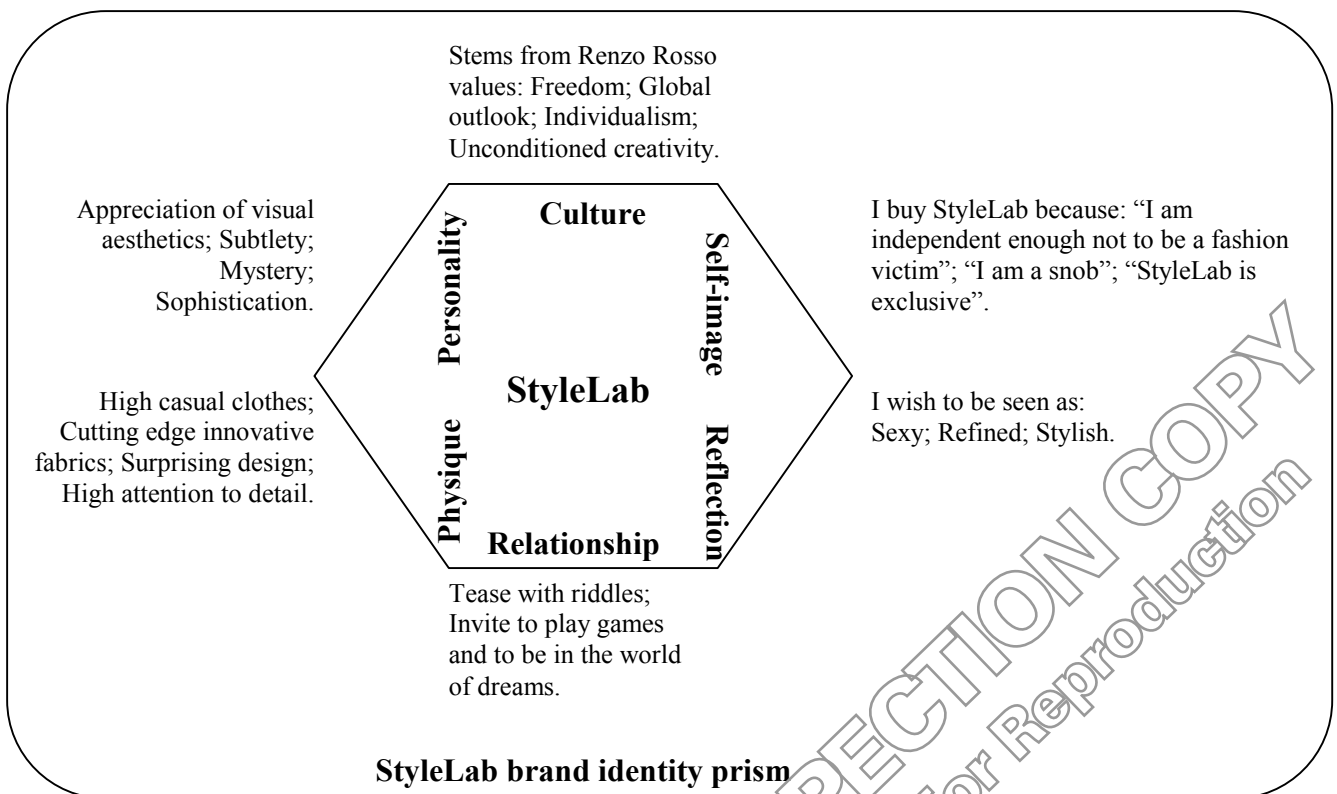 Stems from Renzo Rosso
values: Freedom; Global
outlook; Individualism;
Unconditioned creativity.
Appreciation of visual
aesthetics; Subtlety;
Mystery;
Sophistication.
Culture
Personality
Self-image
I buy StyleLab because: “I am
independent enough not to be a fashion
victim”; “I am a snob”; “StyleLab is
exclusive”.
StyleLab
High casual clothes;
Cutting edge innovative
fabrics; Surprising design;
High attention to detail.
Physique
Reflection
I wish to be seen as:
Sexy; Refined; Stylish.
Relationship
Tease with riddles;
Invite to play games
and to be in the world
of dreams.
StyleLab brand identity prism
PECTION COPY
For Reproduction